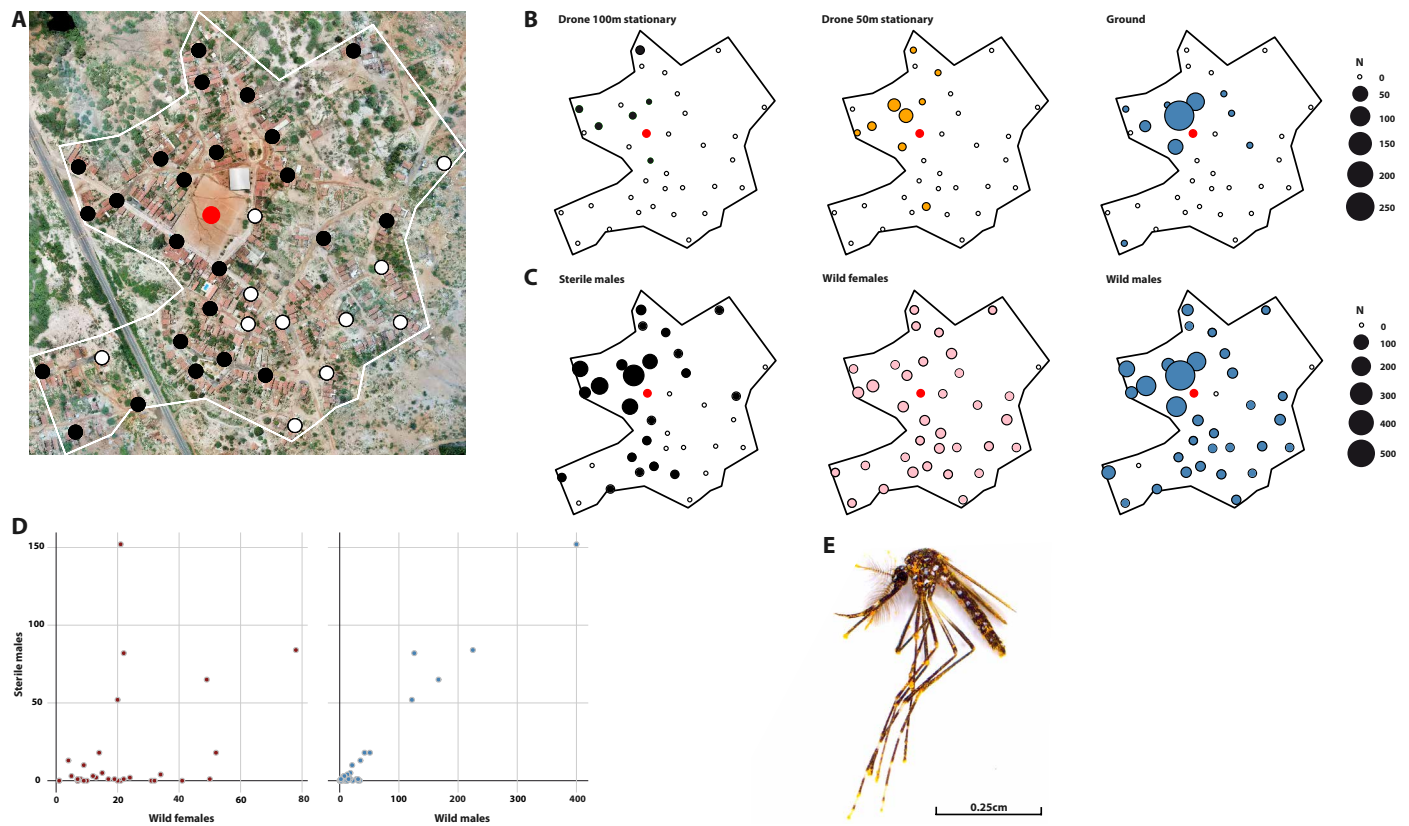 A
B
Drone 100m stationary
Drone 50m stationary
Ground
N
0
50
100
150
200
250
C
Sterile males
Wild females
Wild males
N
0
100
200
300
400
500
D
Sterile males
150
100
50
0
0
20
40
60
80
Wild females
0
100
200
300
400
Wild males
E
0.25cm